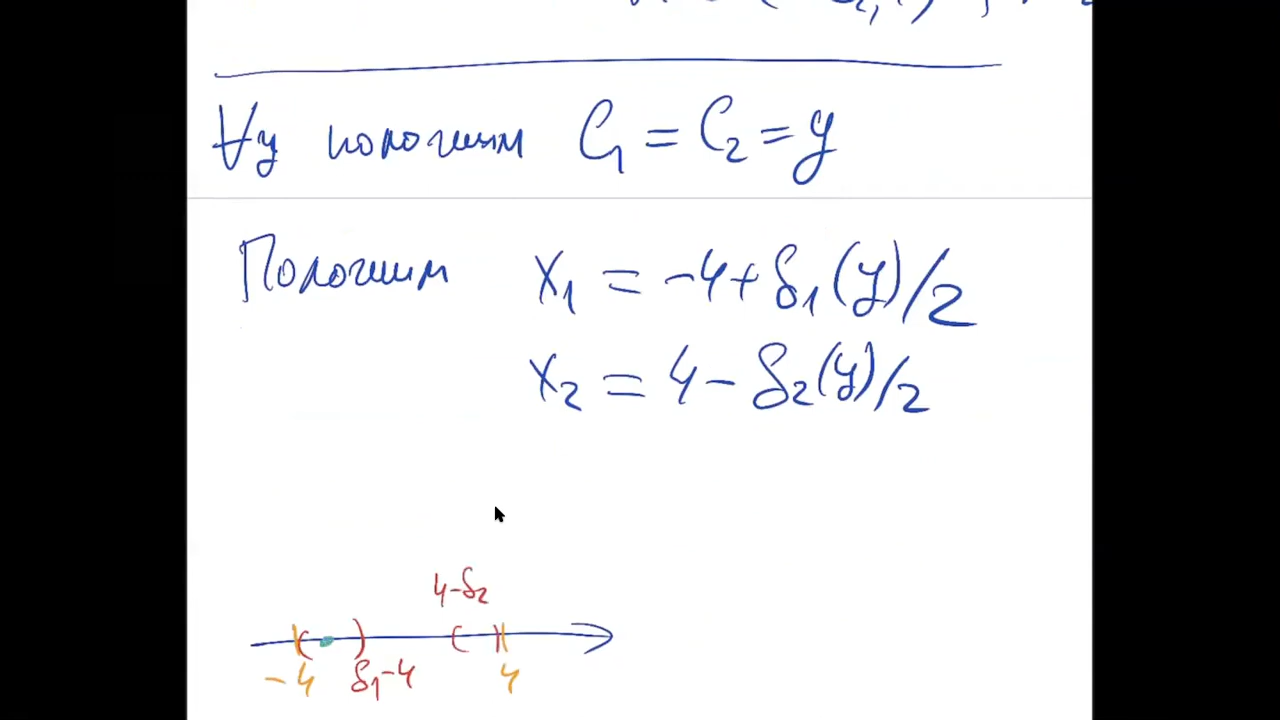 ∀y положим C₁ = C₂ = y
Положим x₁ = -4 + δ₁(y)/2
x₂ = 4 - δ₂(y)/2
4-δ₂
-4 δ₁-4 4